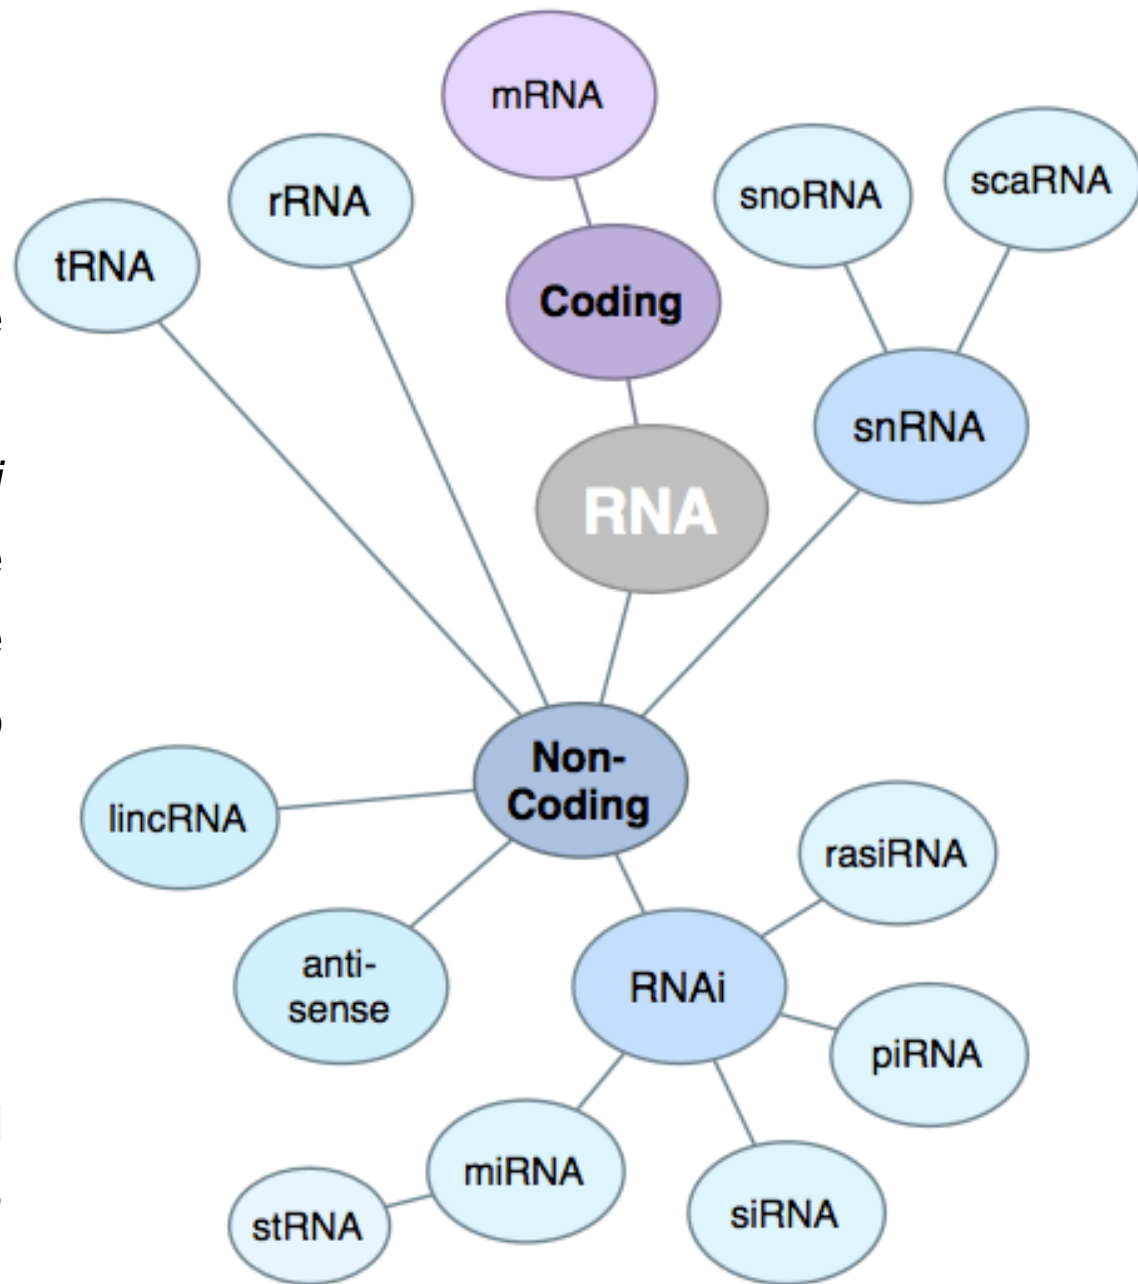 mRNA
scaRNA
snoRNA
rRNA
tRNA
Coding
snRNA
RNA
Non-
Coding
lincRNA
rasiRNA
anti-
sense
RNAi
piRNA
miRNA
siRNA
stRNA